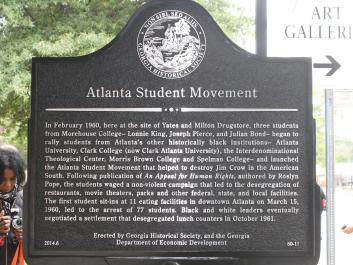 NON SIBI, SED ALIIS
GEORGIA HISTORICAL SOCIETY
ART
GALLERI
Atlanta Student Movement
In February 1960, here at the site of Yates and Milton Drugstore, three students
from Morehouse College– Lonnie King, Joseph Pierce, and Julian Bond– began to
rally students from Atlanta's other historically black institutions– Atlanta
University, Clark College (now Clark Atlanta University), the Interdenominational
Theological Center, Morris Brown College and Spelman College– and launched
the Atlanta Student Movement that helped to destroy Jim Crow in the American
South. Following publication of An Appeal for Human Rights, authored by Roslyn
Pope, the students waged a non-violent campaign that led to the desegregation of
restaurants, movie theaters, parks and other federal, state, and local facilities.
The first student sit-ins at 11 eating facilities in downtown Atlanta on March 15,
1960, led to the arrest of 77 students. Black and white leaders eventually
negotiated a settlement that desegregated lunch counters in October 1961.
Erected by Georgia Historical Society, and the Georgia
Department of Economic Development
2014.6
60-11